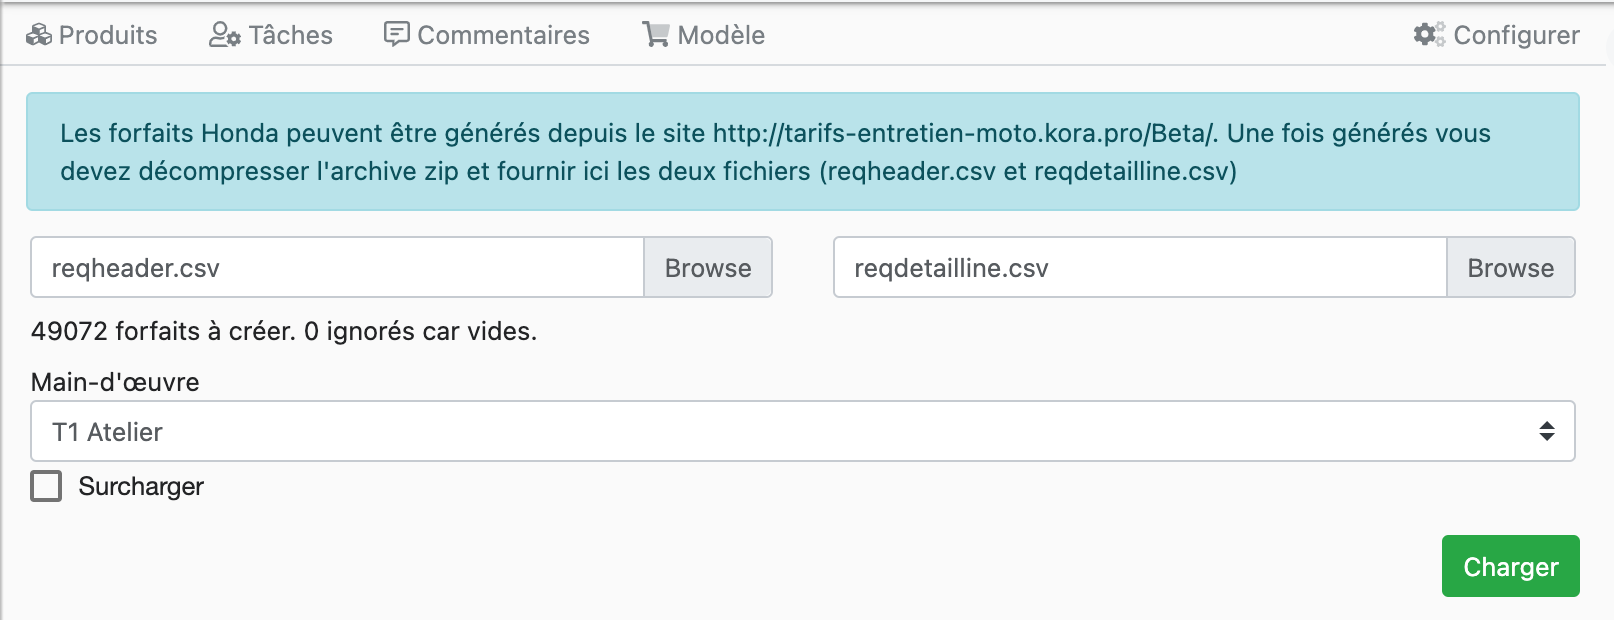 Produits Tâches Commentaires Modèle Configurer
Les forfaits Honda peuvent être générés depuis le site http://tarifs-entretien-moto.kora.pro/Beta/. Une fois générés vous
devez décompresser l'archive zip et fournir ici les deux fichiers (reqheader.csv et reqdetailline.csv)
reqheader.csv Browse reqdetailline.csv Browse
49072 forfaits à créer. 0 ignorés car vides.
Main-d'œuvre
T1 Atelier
Surcharger
Charger